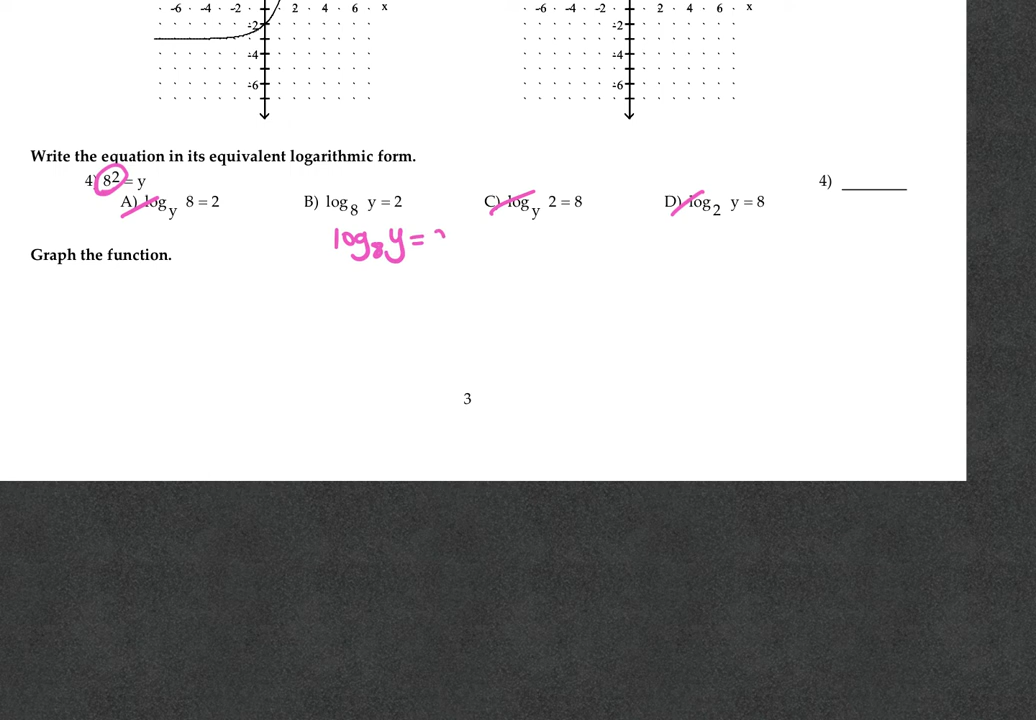 -6 -4 -2 2 4 6 x -6 -4 -2 2 4 6 x
-2 -2
-4 -4
-6 -6
Write the equation in its equivalent logarithmic form.
4) 8² = y 4) ________
A) log_y 8 = 2 B) log_8 y = 2 C) log_y 2 = 8 D) log_2 y = 8
log_8 y =
Graph the function.
3